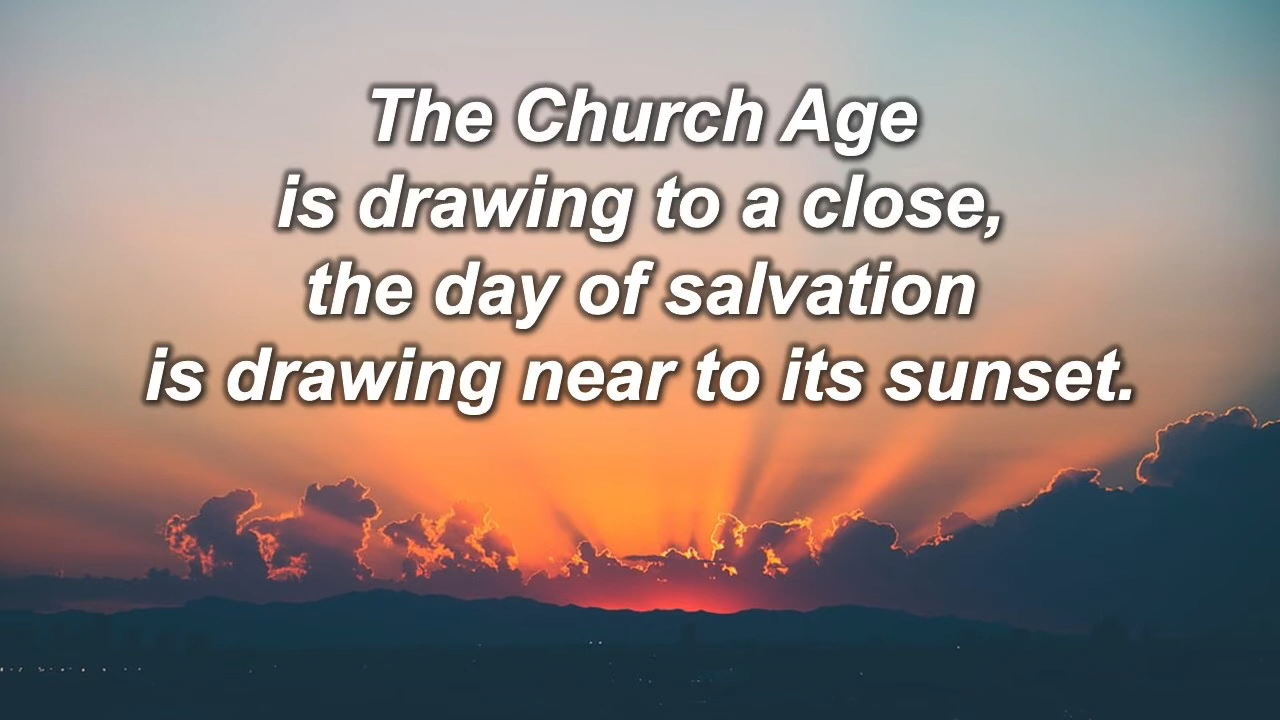 The Church Age
is drawing to a close,
the day of salvation
is drawing near to its sunset.